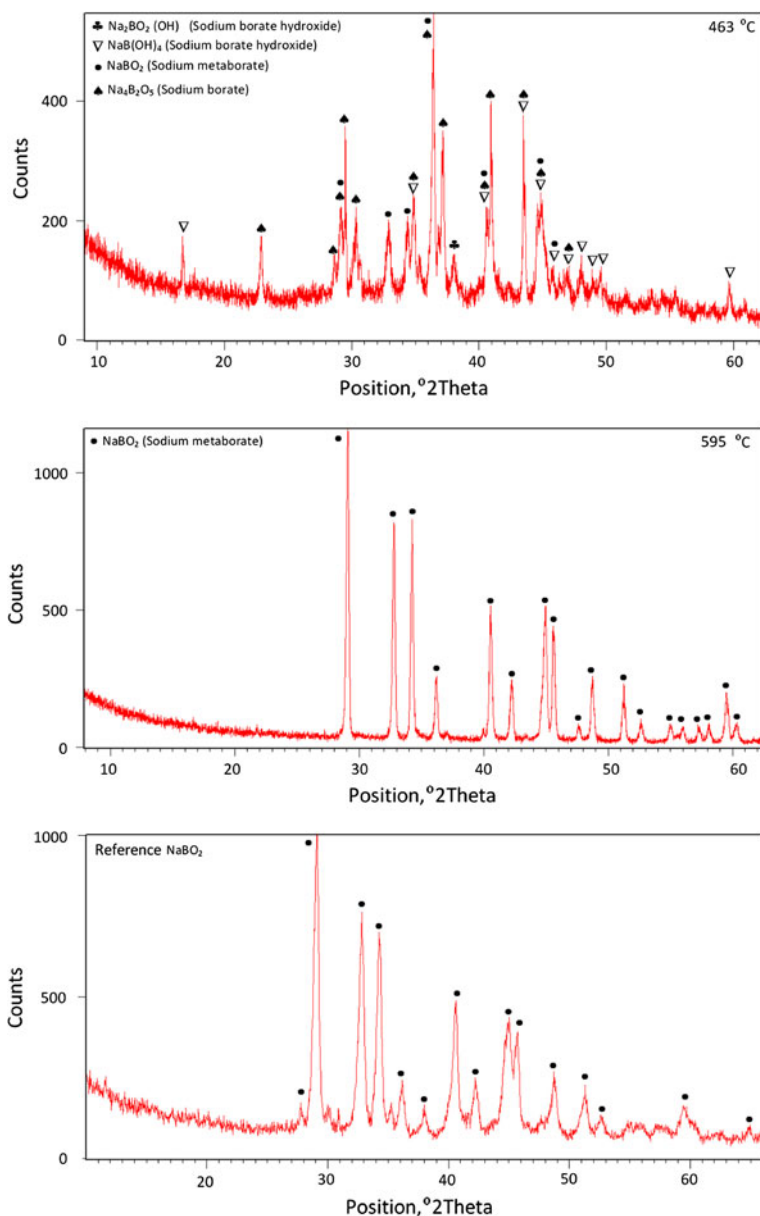 ♣ Na₂BO₂ (OH) (Sodium borate hydroxide)
▽ NaB(OH)₄ (Sodium borate hydroxide)
● NaBO₂ (Sodium metaborate)
♠ Na₄B₂O₅ (Sodium borate)
463 °C
400
300
200
100
0
Counts
10 20 30 40 50 60
Position,°2Theta
● NaBO₂ (Sodium metaborate)
595 °C
1000
500
0
Counts
10 20 30 40 50 60
Position,°2Theta
Reference NaBO₂
1000
500
0
Counts
20 30 40 50 60
Position,°2Theta